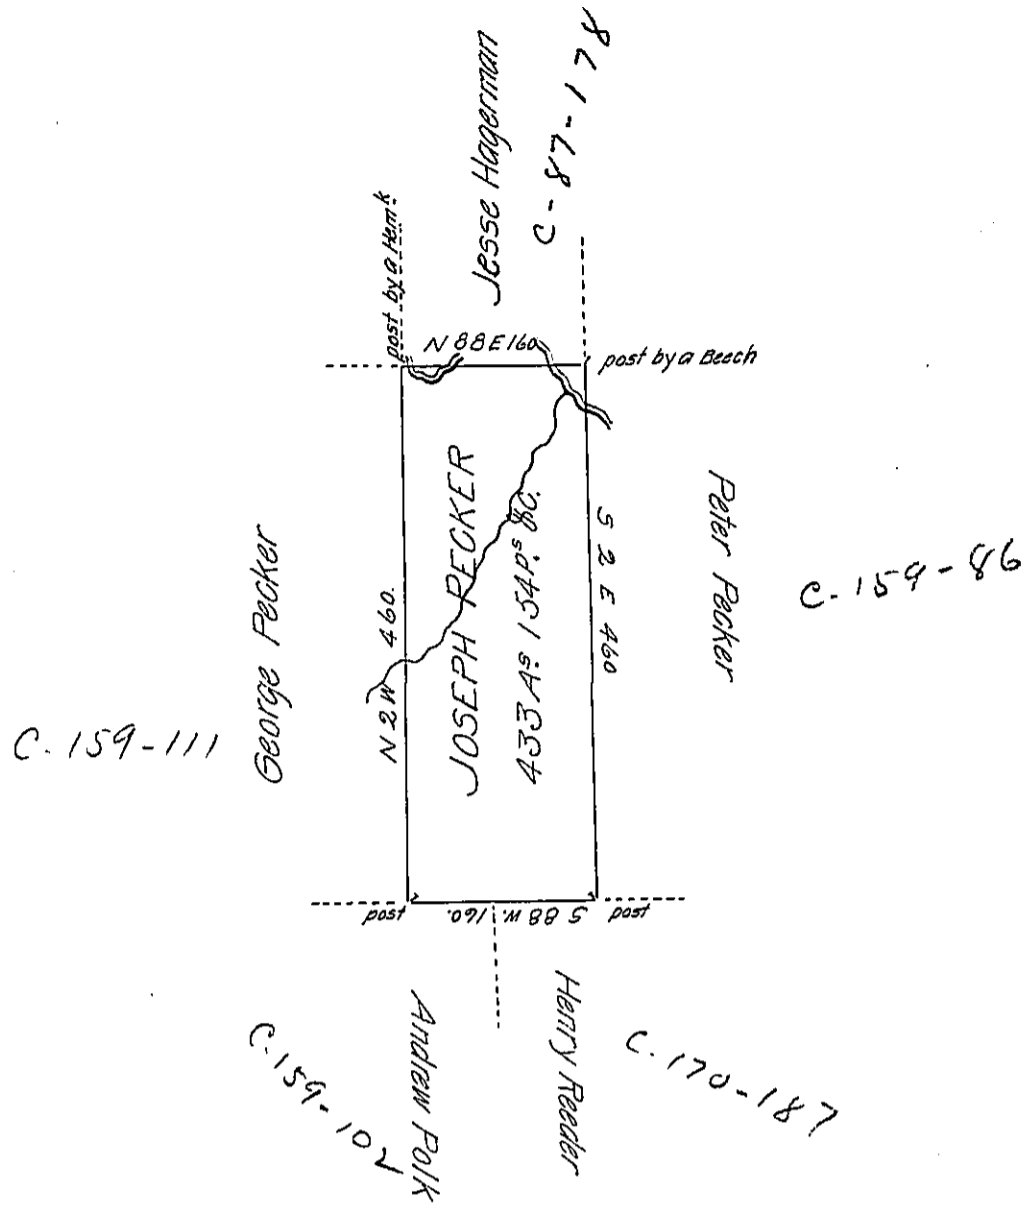 Jesse Hagerman
C-87-178
post by a Hemk
N 88 E 160
post by a Beech
JOSEPH PECKER
433 As 154 Ps &C.
N 2 W 460.
S 2 E 460
George Pecker
C.159-111
Peter Pecker
C.159-86
post
S 88 W. 160.
post
Andrew Polk
C.159-102
Henry Reeder
C.170-187